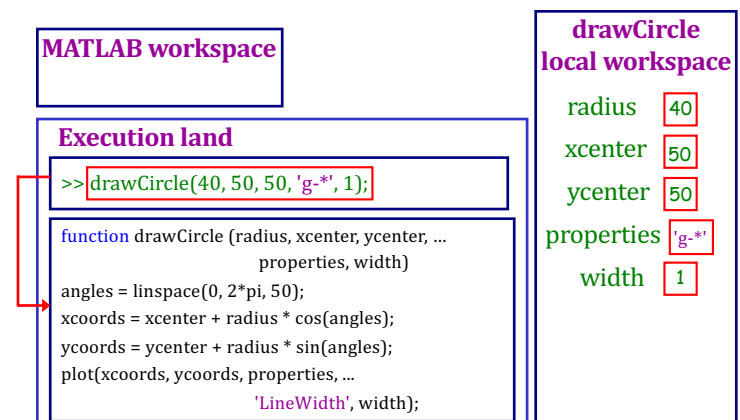 MATLAB workspace
Execution land
>> drawCircle(40, 50, 50, 'g-*', 1);
function drawCircle (radius, xcenter, ycenter, ...
properties, width)
angles = linspace(0, 2*pi, 50);
xcoords = xcenter + radius * cos(angles);
ycoords = ycenter + radius * sin(angles);
plot(xcoords, ycoords, properties, ...
'LineWidth', width);
drawCircle
local workspace
radius 40
xcenter 50
ycenter 50
properties 'g-*'
width 1